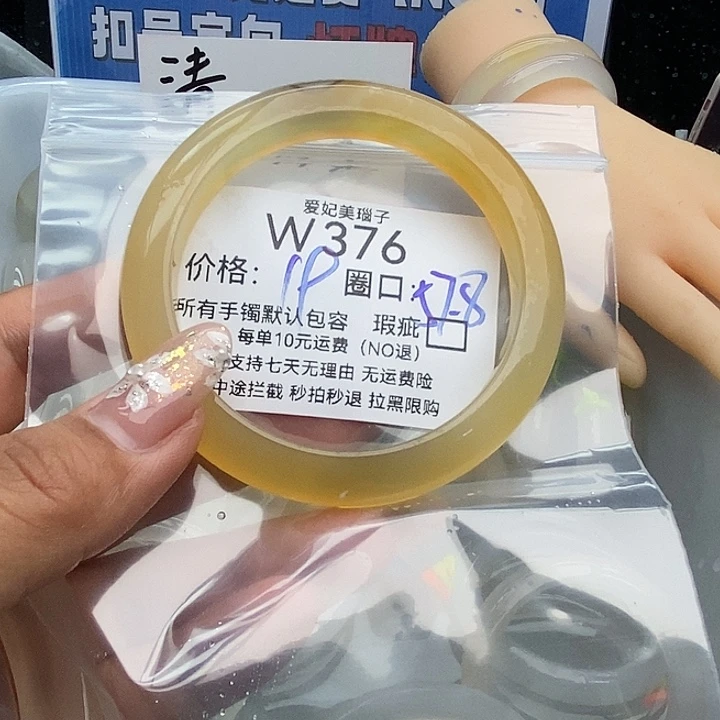 扣号定包
清
爱妃美瑙子
W376
价格: 圈口: 57.8
所有手镯默认包容 瑕疵
每单10元运费（NO退）
支持七天无理由 无运费险
中途拦截 秒拍秒退 拉黑限购